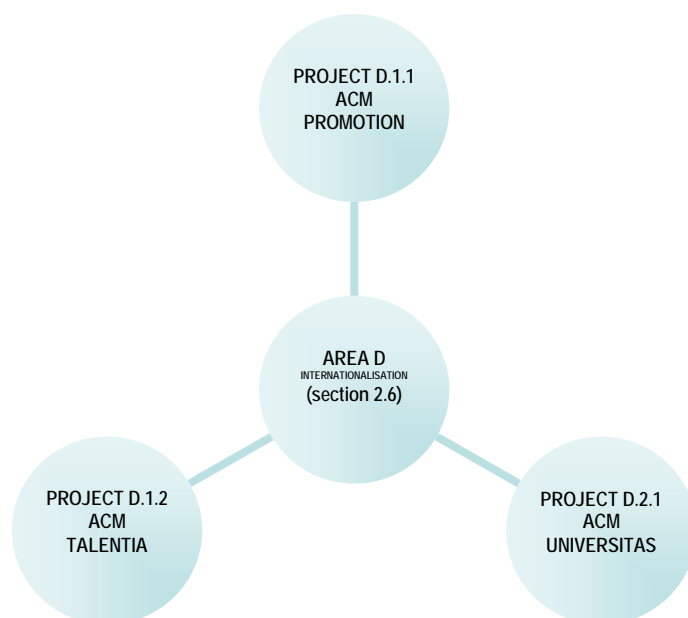 PROJECT D.1.1
ACM
PROMOTION
AREA D
INTERNATIONALISATION
(section 2.6)
PROJECT D.1.2
ACM
TALENTIA
PROJECT D.2.1
ACM
UNIVERSITAS